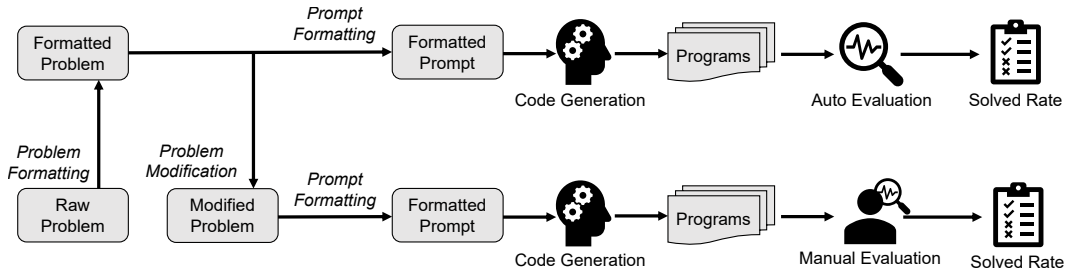 Formatted
Problem
Prompt
Formatting
Formatted
Prompt
Code Generation
Programs
Auto Evaluation
Solved Rate
Problem
Formatting
Problem
Modification
Raw
Problem
Modified
Problem
Prompt
Formatting
Formatted
Prompt
Code Generation
Programs
Manual Evaluation
Solved Rate